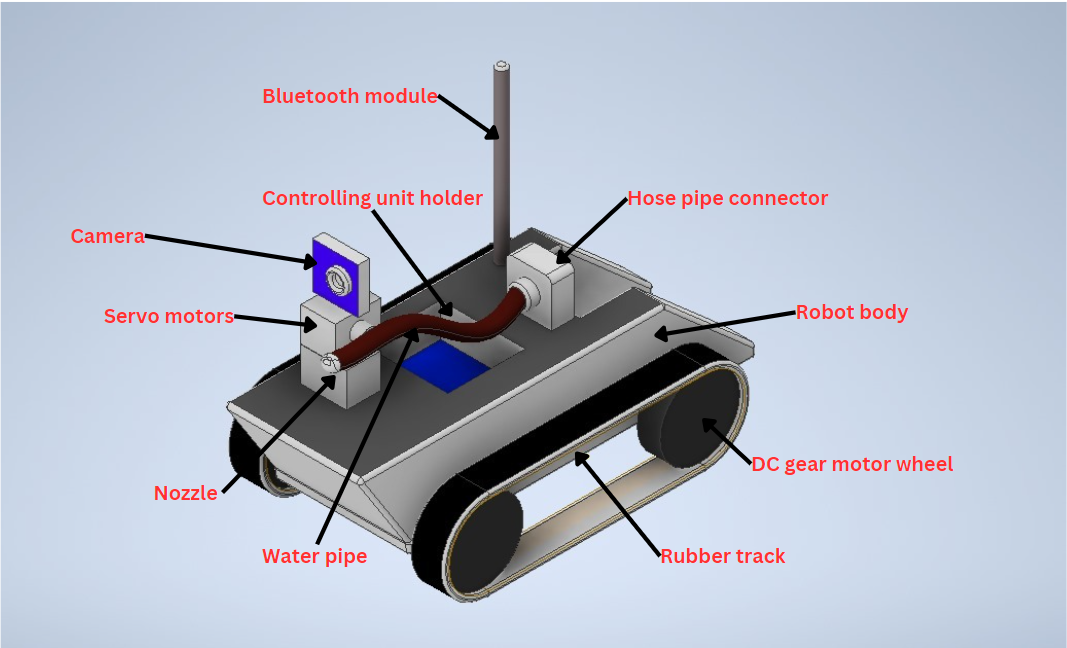 Bluetooth module
Controlling unit holder
Hose pipe connector
Camera
Servo motors
Robot body
DC gear motor wheel
Nozzle
Water pipe
Rubber track